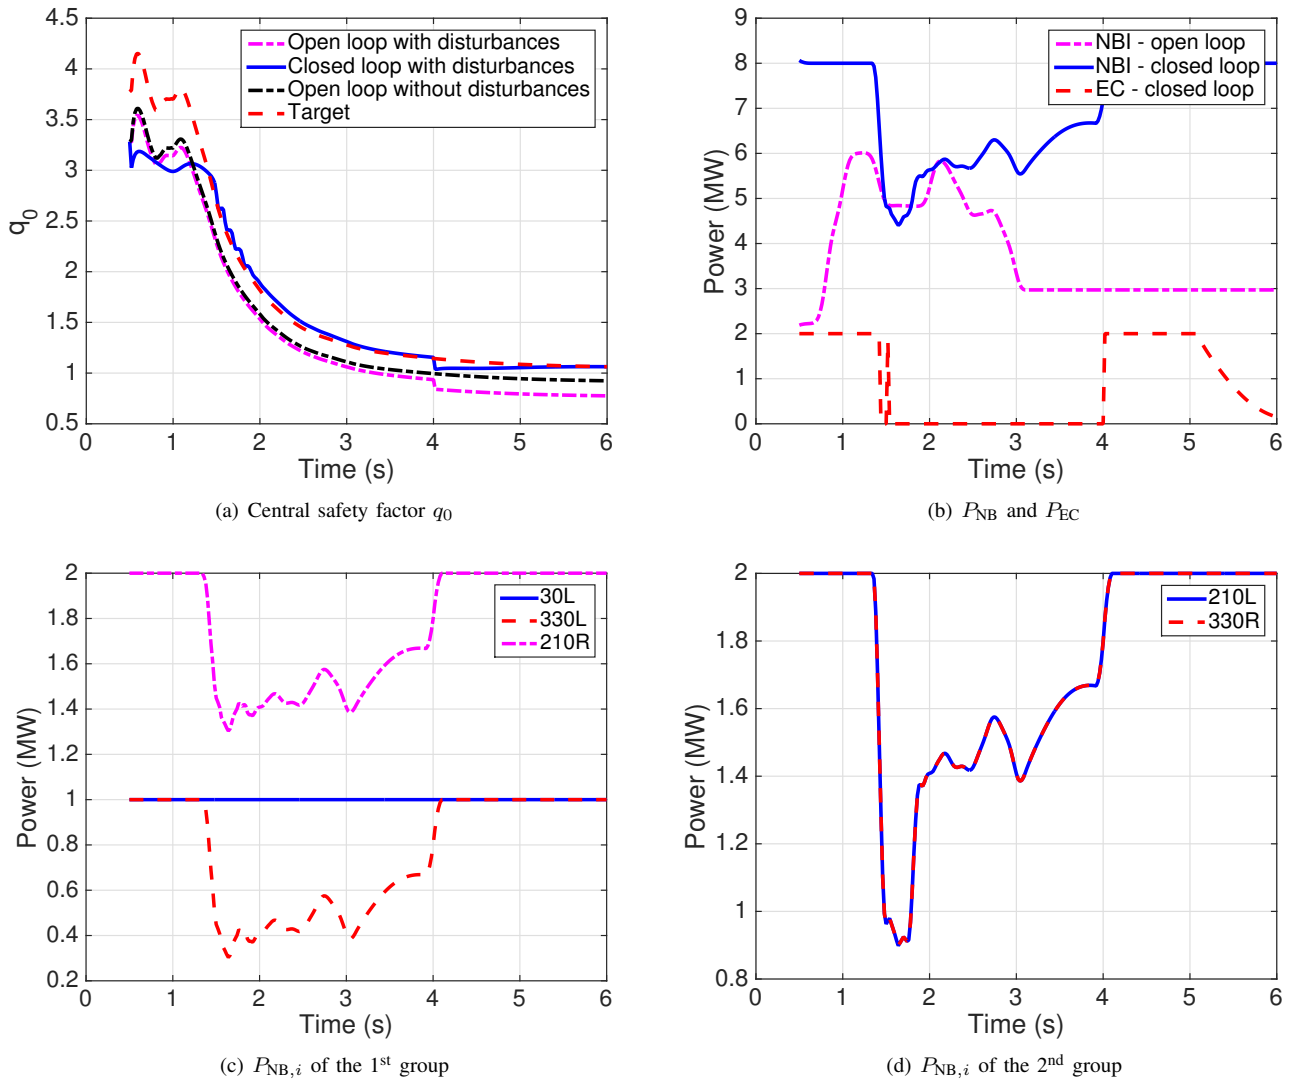 4.5
4
3.5
3
2.5
2
1.5
1
0.5
0 1 2 3 4 5 6
q0
Time (s)
Open loop with disturbances
Closed loop with disturbances
Open loop without disturbances
Target
(a) Central safety factor q0
9
8
7
6
5
4
3
2
1
0
0 1 2 3 4 5 6
Power (MW)
Time (s)
NBI - open loop
NBI - closed loop
EC - closed loop
(b) PNB and PEC
2
1.8
1.6
1.4
1.2
1
0.8
0.6
0.4
0.2
0 1 2 3 4 5 6
Power (MW)
Time (s)
30L
330L
210R
(c) PNB,i of the 1st group
2
1.8
1.6
1.4
1.2
1
0.8
0 1 2 3 4 5 6
Power (MW)
Time (s)
210L
330R
(d) PNB,i of the 2nd group